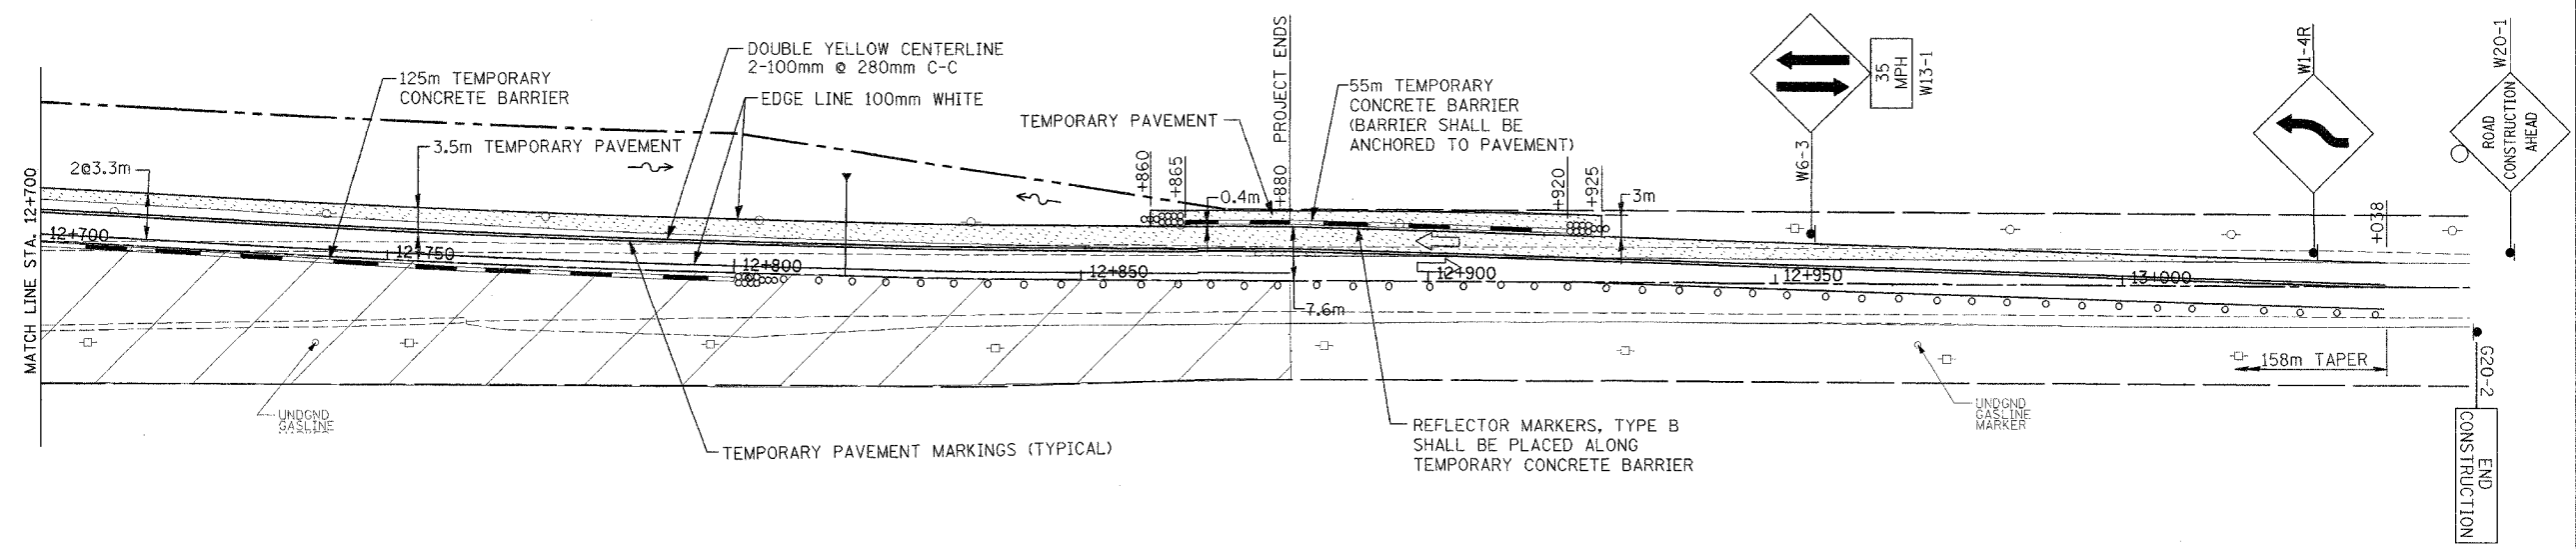 MATCH LINE STA. 12+700
125m TEMPORARY
CONCRETE BARRIER
DOUBLE YELLOW CENTERLINE
2-100mm @ 280mm C-C
EDGE LINE 100mm WHITE
3.5m TEMPORARY PAVEMENT
2@3.3m
TEMPORARY PAVEMENT
PROJECT ENDS
+880
55m TEMPORARY
CONCRETE BARRIER
(BARRIER SHALL BE
ANCHORED TO PAVEMENT)
+860
+865
0.4m
+920
+925
3m
35
MPH
W13-1
W6-3
W1-4R
W20-1
ROAD
CONSTRUCTION
AHEAD
+038
12+700
12+750
12+800
12+850
12+900
12+950
13+000
7.6m
158m TAPER
G20-2
END
CONSTRUCTION
UNDGND
GASLINE
UNDGND
GASLINE
MARKER
TEMPORARY PAVEMENT MARKINGS (TYPICAL)
REFLECTOR MARKERS, TYPE B
SHALL BE PLACED ALONG
TEMPORARY CONCRETE BARRIER